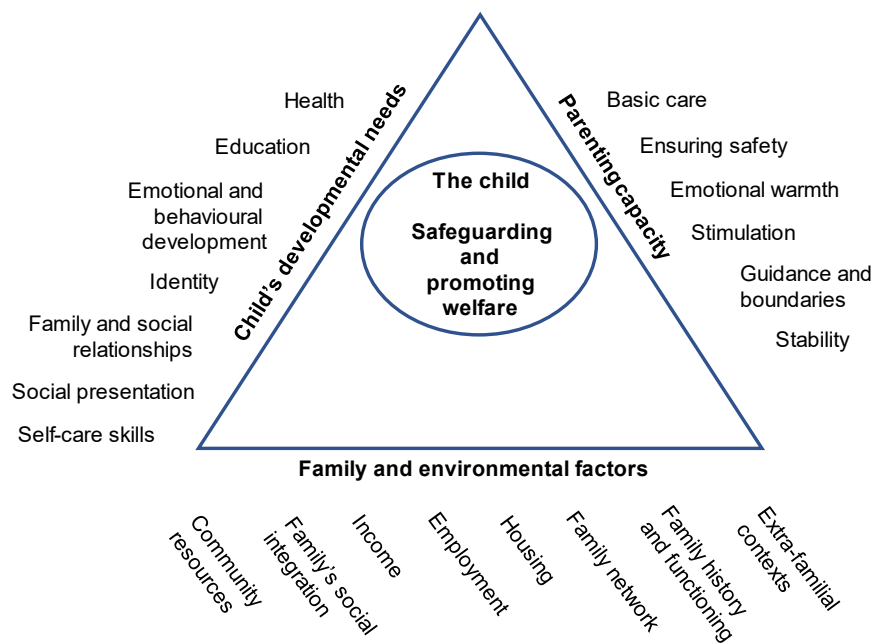 Health
Education
Emotional and
behavioural
development
Identity
Family and social
relationships
Social presentation
Self-care skills
Child's developmental needs
The child
Safeguarding
and
promoting
welfare
Parenting capacity
Basic care
Ensuring safety
Emotional warmth
Stimulation
Guidance and
boundaries
Stability
Family and environmental factors
Community
resources
Family's social
integration
Income
Employment
Housing
Family network
Family history
and functioning
Extra-familial
contexts